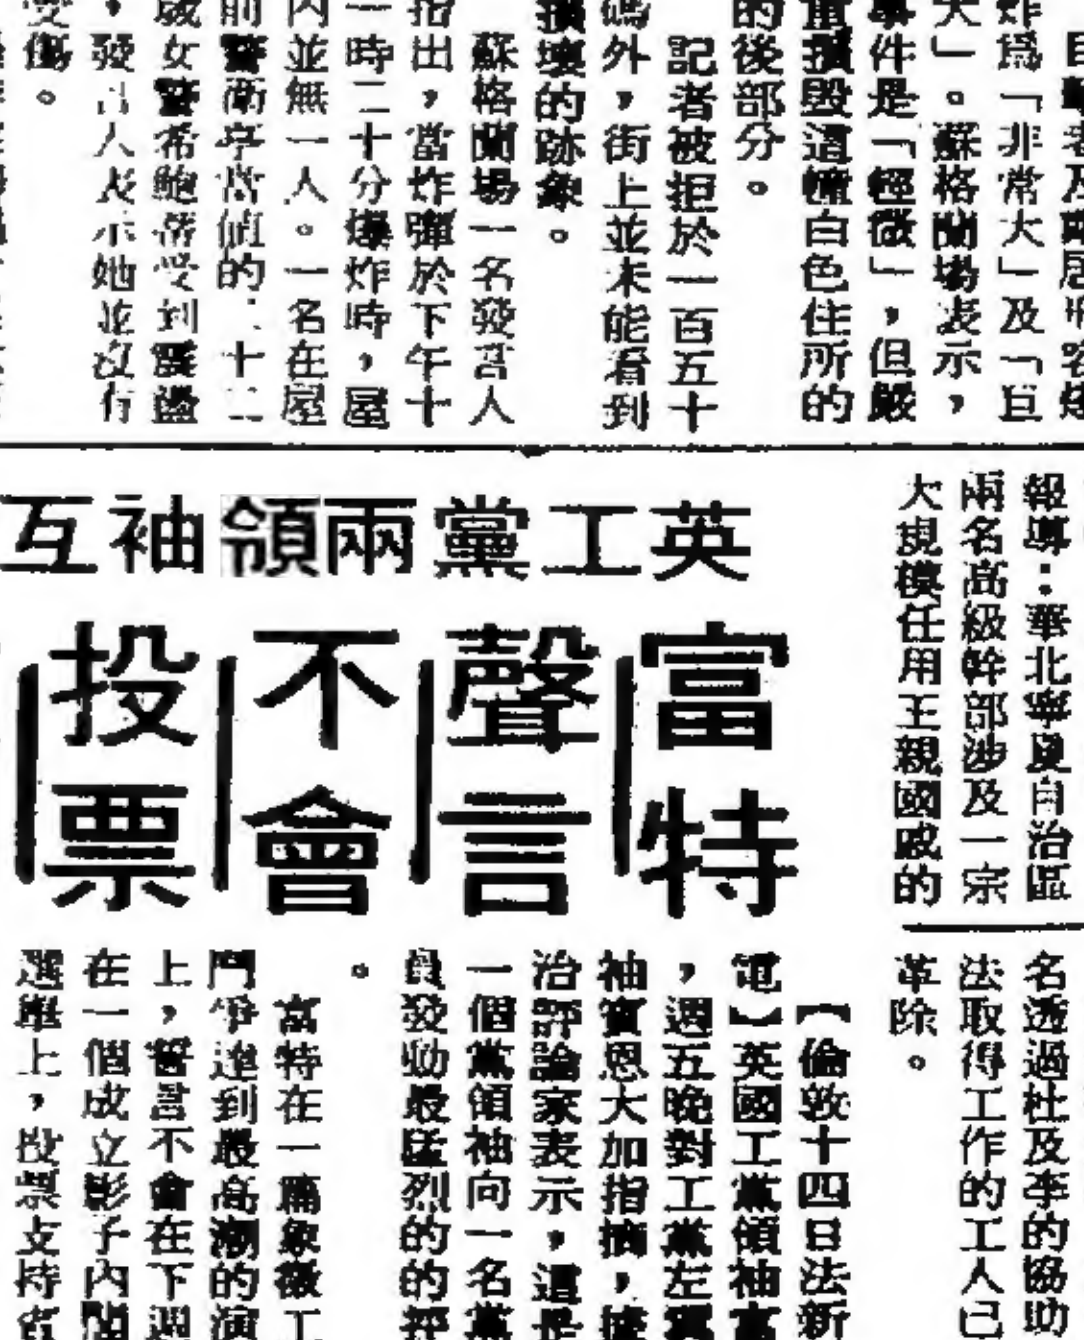 炸爲「非常大」及「巨
大」。蘇格蘭場表示，
事件是「輕微」，但嚴
重損毀這幢白色住所的
的後部分。
記者被拒於一百五十
碼外，街上並未能看到
損壞的跡象。
蘇格蘭場一名發言人
指出，當炸彈於下午十
一時二十分爆炸時，屋
內並無一人。一名在屋
前警衛亭當值的二十二
歲女警希鮑蒂受到震盪
，發言人表示她並沒有
受傷。
報導：華北寧夏自治區
兩名高級幹部涉及一宗
大規模任用王親國戚的
名透過杜及李的協助
法取得工作的工人已
革除。
英工黨兩領袖互
富特
聲言
不會
投票
【倫敦十四日法新
電】英國工黨領袖富
，週五晚對工黨左翼
袖賓恩大加指摘，據
治評論家表示，這是
一個黨領袖向一名黨
員發動最猛烈的的抨
。
富特在一篇象徵工
鬥爭達到最高潮的演
上，誓言不會在下週
在一個成立影子內閣
選舉上，投票支持賓